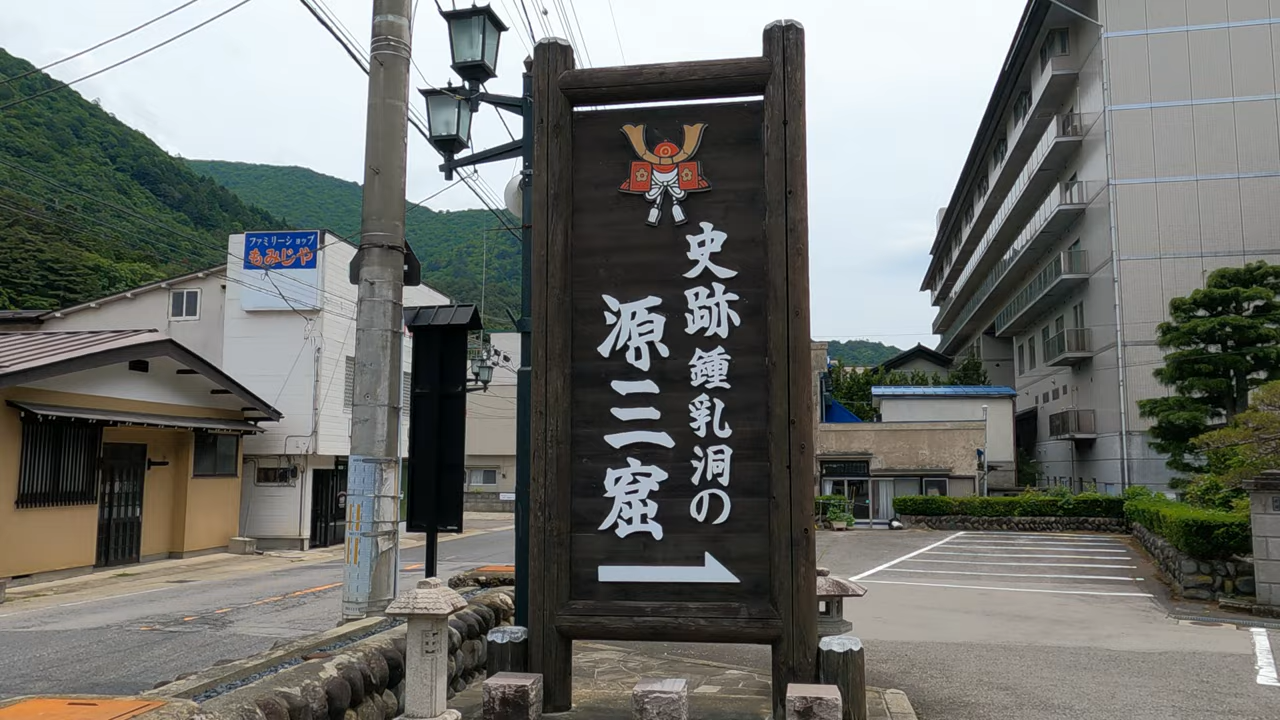 史跡鍾乳洞の
源三窟
ファミリーショップ
もみじや